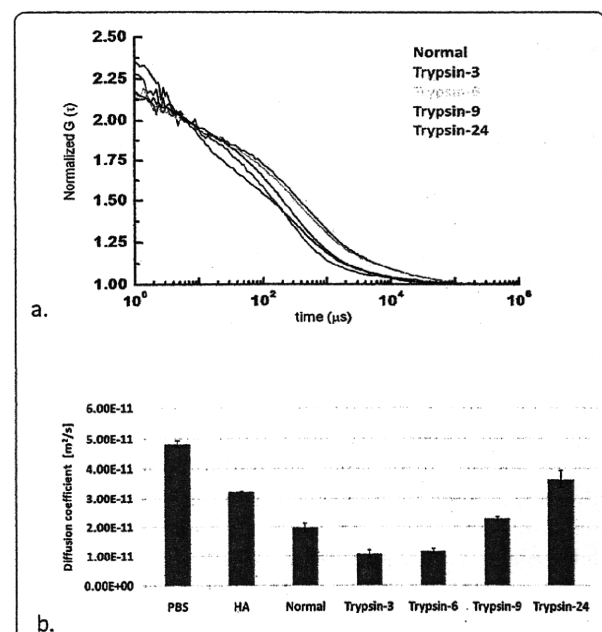 2.50
2.25
2.00
1.75
1.50
1.25
1.00
Normalized G (τ)
Normal
Trypsin-3
Trypsin-6
Trypsin-9
Trypsin-24
10⁰ 10² 10⁴ 10⁶
time (µs)
a.
6.00E-11
5.00E-11
4.00E-11
3.00E-11
2.00E-11
1.00E-11
0.00E+00
Diffusion coefficient [m²/s]
PBS HA Normal Trypsin-3 Trypsin-6 Trypsin-9 Trypsin-24
b.